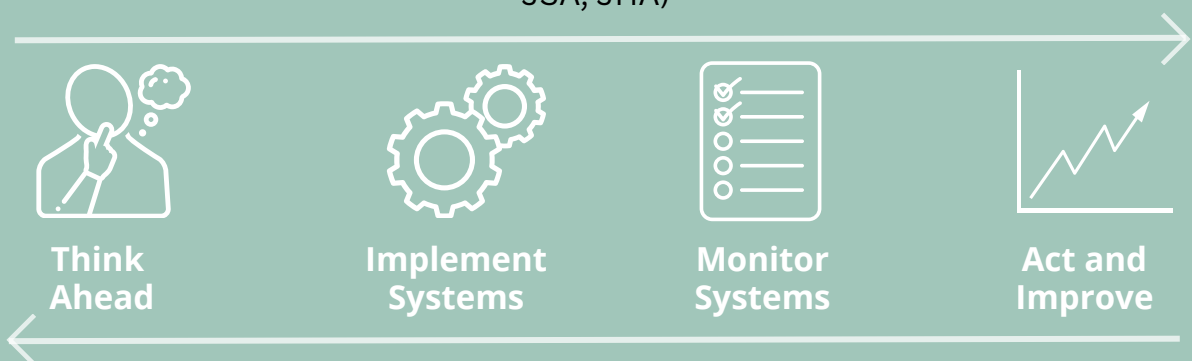 Think
Ahead
Implement
Systems
Monitor
Systems
Act and
Improve